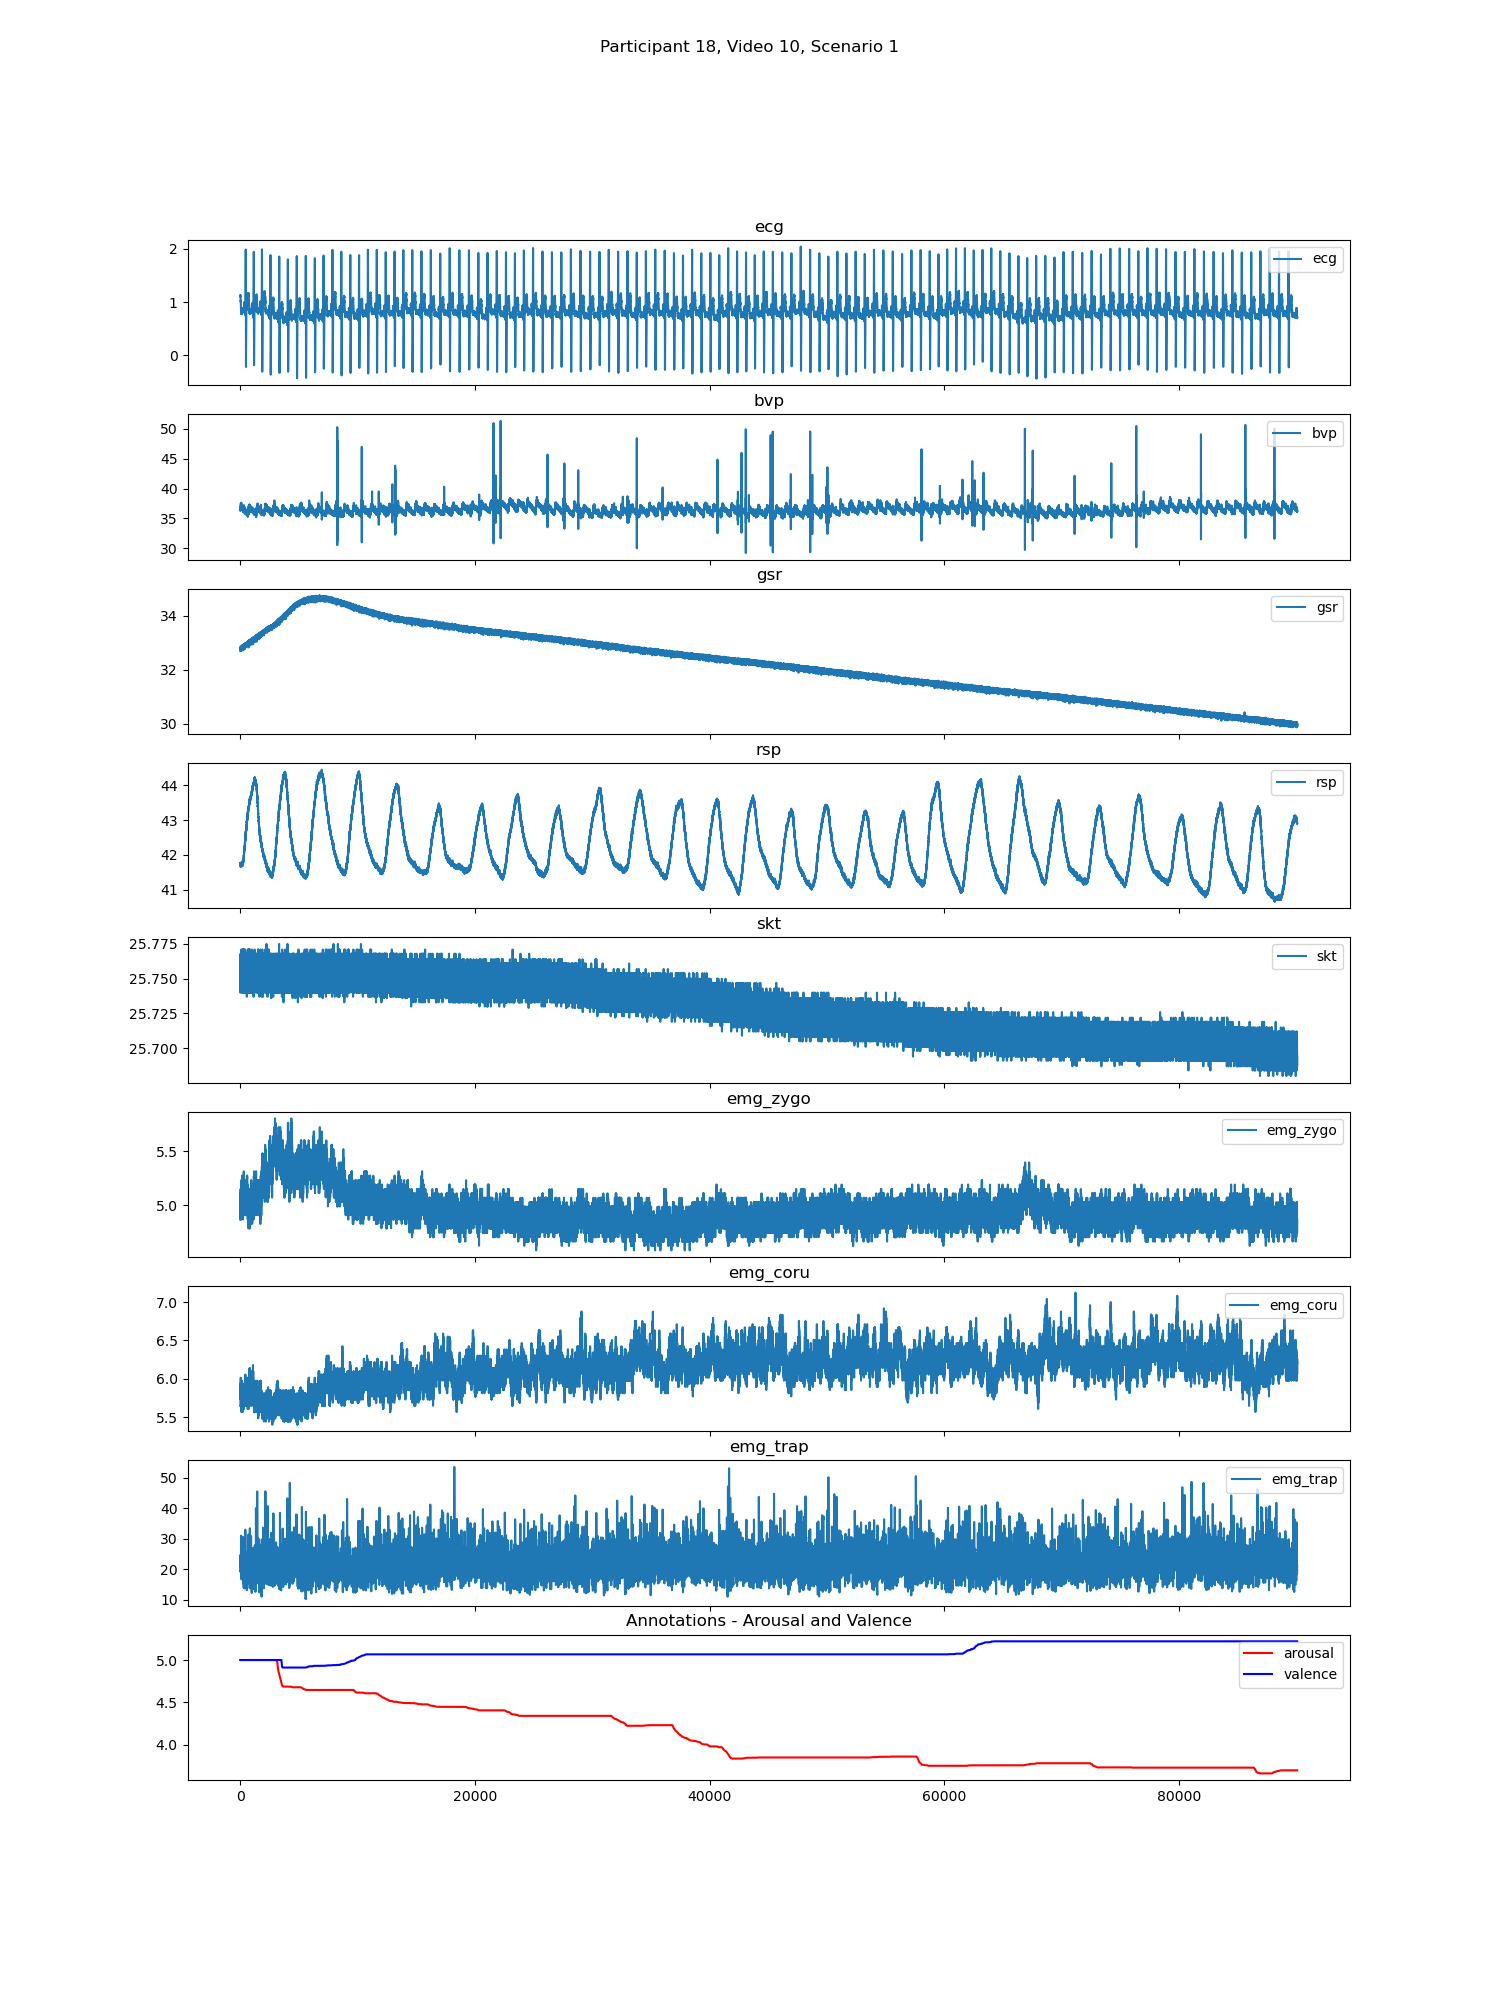 Participant 18, Video 10, Scenario 1
ecg
2
1
0
ecg
bvp
50
45
40
35
30
bvp
gsr
34
32
30
gsr
rsp
44
43
42
41
rsp
skt
25.775
25.750
25.725
25.700
skt
emg_zygo
5.5
5.0
emg_zygo
emg_coru
7.0
6.5
6.0
5.5
emg_coru
emg_trap
50
40
30
20
10
emg_trap
Annotations - Arousal and Valence
5.0
4.5
4.0
arousal
valence
0 20000 40000 60000 80000